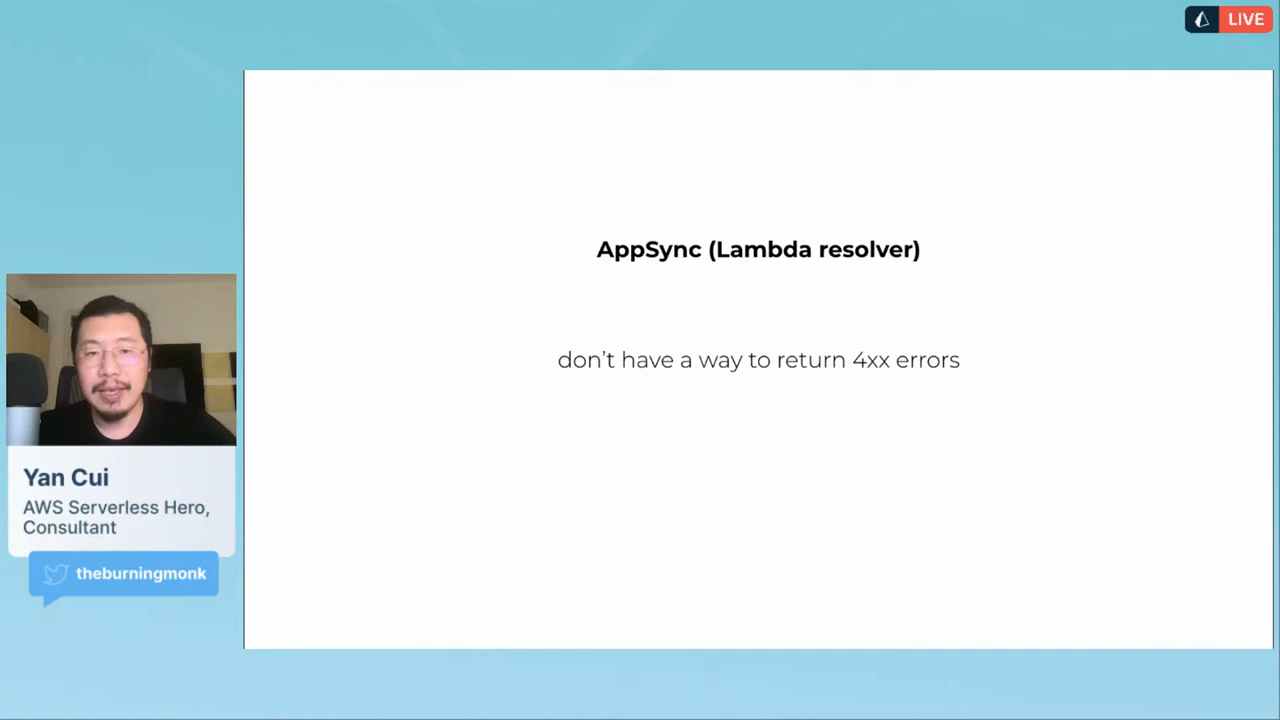 LIVE
AppSync (Lambda resolver)
don't have a way to return 4xx errors
Yan Cui
AWS Serverless Hero,
Consultant
theburningmonk